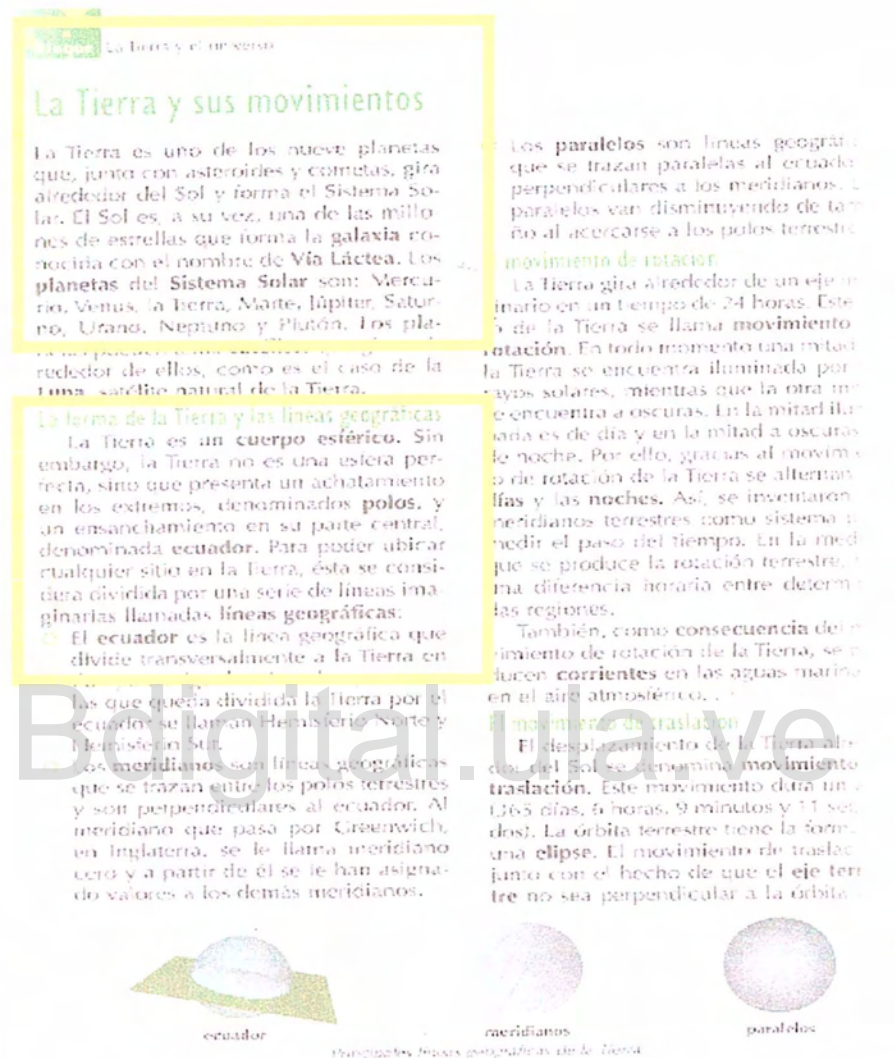 La Tierra y el universo
La Tierra y sus movimientos
La Tierra es uno de los nueve planetas
que, junto con asteroides y cometas, gira
alrededor del Sol y forma el Sistema So-
lar. El Sol es, a su vez, una de las millo-
nes de estrellas que forma la galaxia co-
nocida con el nombre de Vía Láctea. Los
planetas del Sistema Solar son: Mercu-
rio, Venus, la Tierra, Marte, Júpiter, Satur-
no, Urano, Neptuno y Plutón. Los pla-
rededor de ellos, como es el caso de la
Luna, satélite natural de la Tierra.
La forma de la Tierra y las líneas geográficas
La Tierra es un cuerpo esférico. Sin
embargo, la Tierra no es una esfera per-
fecta, sino que presenta un achatamiento
en los extremos, denominados polos, y
un ensanchamiento en su parte central,
denominada ecuador. Para poder ubicar
cualquier sitio en la Tierra, ésta se consi-
dera dividida por una serie de líneas ima-
ginarias llamadas líneas geográficas:
El ecuador es la línea geográfica que
divide transversalmente a la Tierra en
las que queda dividida la Tierra por el
ecuador se llaman Hemisferio Norte y
Hemisferio Sur.
Los meridianos son líneas geográficas
que se trazan entre los polos terrestres
y son perpendiculares al ecuador. Al
meridiano que pasa por Greenwich,
en Inglaterra, se le llama meridiano
cero y a partir de él se le han asigna-
do valores a los demás meridianos.
Los paralelos son líneas geográfi
que se trazan paralelas al ecuado
perpendiculares a los meridianos.
paralelos van disminuyendo de tam
ño al acercarse a los polos terrestre
El movimiento de rotación
La Tierra gira alrededor de un eje
inario en un tiempo de 24 horas. Este
o de la Tierra se llama movimiento
rotación. En todo momento una mitad
la Tierra se encuentra iluminada por
rayos solares, mientras que la otra mi
e encuentra a oscuras. En la mitad ilu
nada es de día y en la mitad a oscuras
de noche. Por ello, gracias al movim
o de rotación de la Tierra se alternan
días y las noches. Así, se inventaron
meridianos terrestres como sistema
medir el paso del tiempo. En la med
que se produce la rotación terrestre,
una diferencia horaria entre determ
das regiones.
También, como consecuencia del
vimiento de rotación de la Tierra, se
ducen corrientes en las aguas marina
en el aire atmosférico.
El movimiento de traslación
El desplazamiento de la Tierra alre
dor del Sol se denomina movimiento
traslación. Este movimiento dura un
(365 días, 6 horas, 9 minutos y 11 seg
dos). La órbita terrestre tiene la form
una elipse. El movimiento de traslac
junto con el hecho de que el eje terr
tre no sea perpendicular a la órbita
Bdigital.ula.ve
ecuador
meridianos
paralelos
Principales líneas geográficas de la Tierra